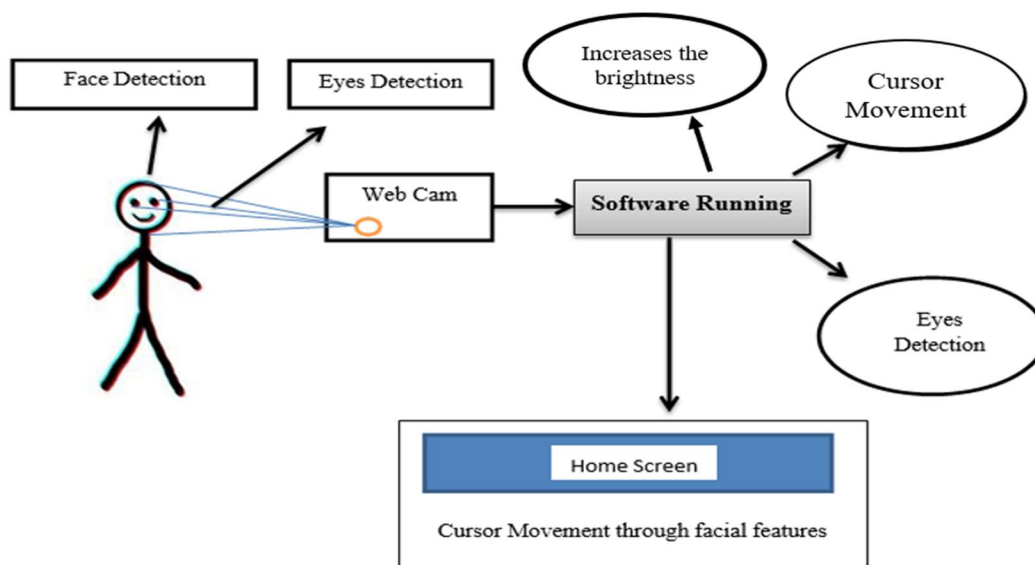 Face Detection
Eyes Detection
Increases the
brightness
Cursor
Movement
Web Cam
Software Running
Eyes
Detection
Home Screen
Cursor Movement through facial features